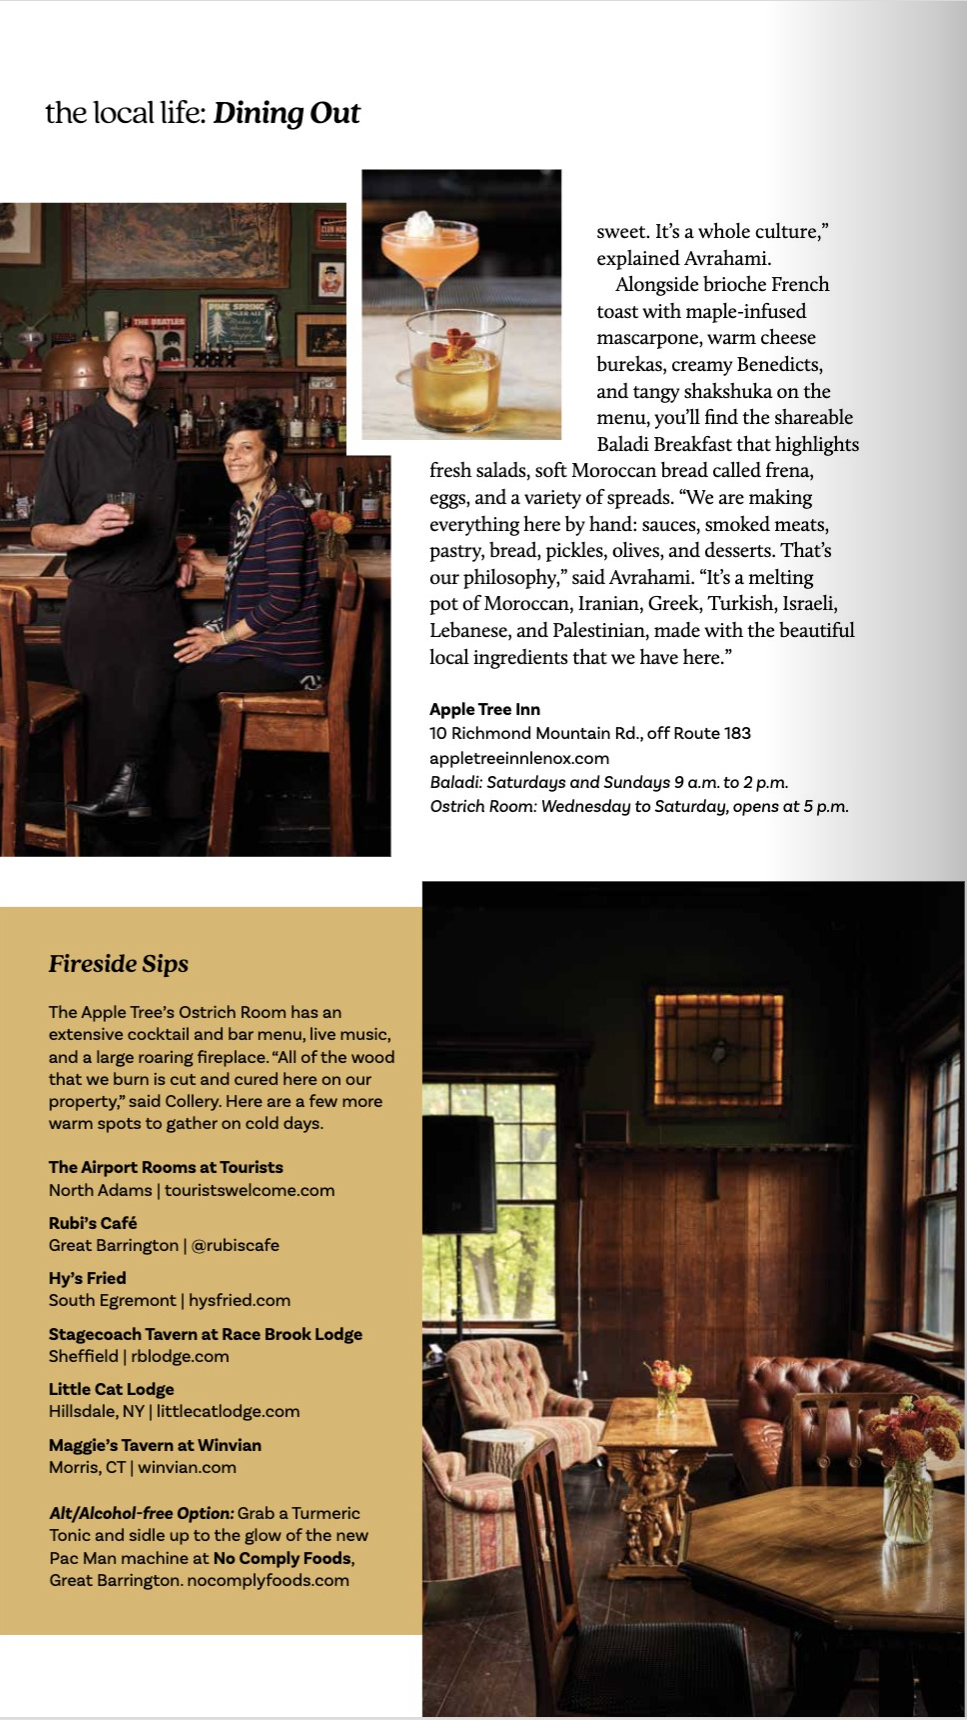 the local life: Dining Out
CLUB HOUSE
PINE SPRING
GINGER ALE
THE BEATLES
sweet. It’s a whole culture,”
explained Avrahami.
Alongside brioche French
toast with maple-infused
mascarpone, warm cheese
burekas, creamy Benedicts,
and tangy shakshuka on the
menu, you’ll find the shareable
Baladi Breakfast that highlights
fresh salads, soft Moroccan bread called frena,
eggs, and a variety of spreads. “We are making
everything here by hand: sauces, smoked meats,
pastry, bread, pickles, olives, and desserts. That’s
our philosophy,” said Avrahami. “It’s a melting
pot of Moroccan, Iranian, Greek, Turkish, Israeli,
Lebanese, and Palestinian, made with the beautiful
local ingredients that we have here.”
Apple Tree Inn
10 Richmond Mountain Rd., off Route 183
appletreeinnlenox.com
Baladi: Saturdays and Sundays 9 a.m. to 2 p.m.
Ostrich Room: Wednesday to Saturday, opens at 5 p.m.
Fireside Sips
The Apple Tree’s Ostrich Room has an
extensive cocktail and bar menu, live music,
and a large roaring fireplace. “All of the wood
that we burn is cut and cured here on our
property,” said Collery. Here are a few more
warm spots to gather on cold days.
The Airport Rooms at Tourists
North Adams | touristswelcome.com
Rubi’s Café
Great Barrington | @rubiscafe
Hy’s Fried
South Egremont | hysfried.com
Stagecoach Tavern at Race Brook Lodge
Sheffield | rblodge.com
Little Cat Lodge
Hillsdale, NY | littlecatlodge.com
Maggie’s Tavern at Winvian
Morris, CT | winvian.com
Alt/Alcohol-free Option: Grab a Turmeric
Tonic and sidle up to the glow of the new
Pac Man machine at No Comply Foods,
Great Barrington. nocomplyfoods.com